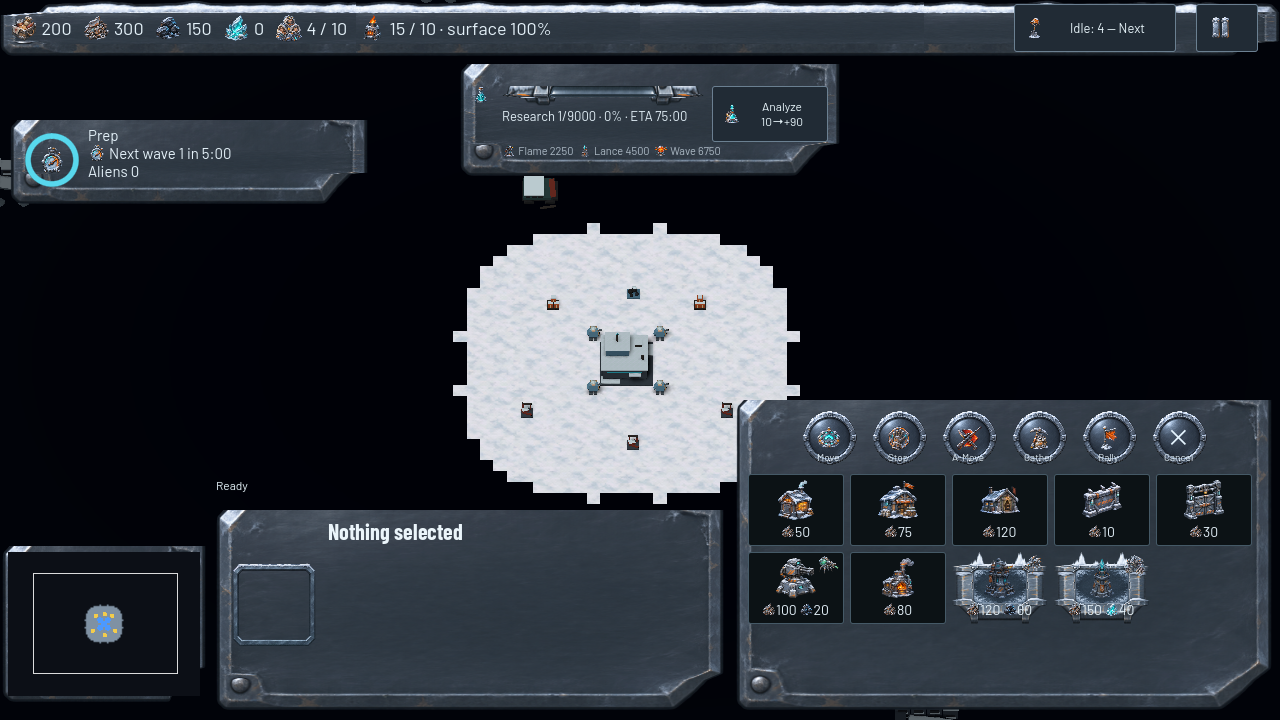 200 300 150 0 4 / 10 15 / 10 · surface 100%
Idle: 4 — Next
Research 1/9000 · 0% · ETA 75:00
Analyze
10→+90
Flame 2250 Lance 4500 Wave 6750
Prep
Next wave 1 in 5:00
Aliens 0
Ready
Nothing selected
Move Stop A-Move Gather Rally Cancel
50 75 120 10 30
100 20 80 120 60 150 40